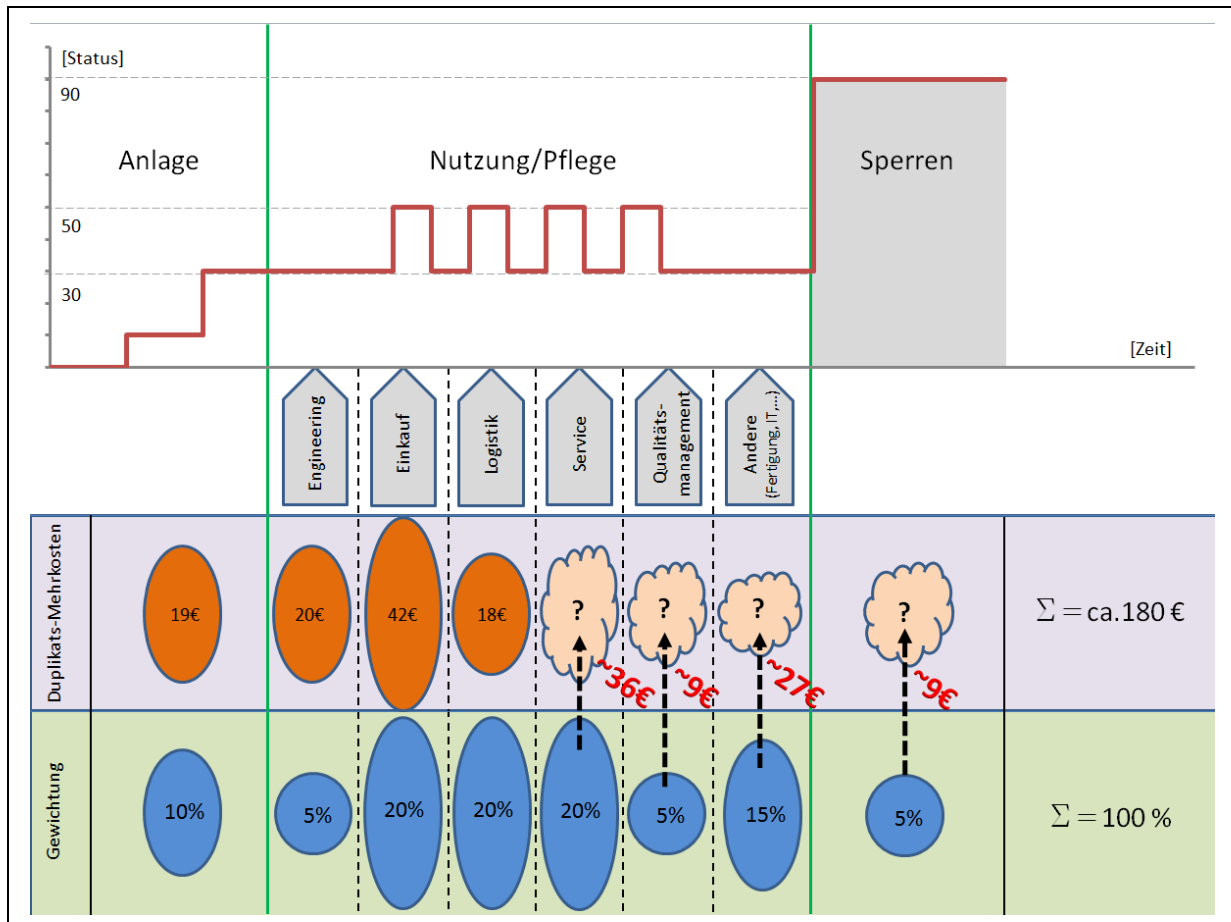 [Status]
90
Anlage
Nutzung/Pflege
Sperren
50
30
[Zeit]
Engineering
Einkauf
Logistik
Service
Qualitäts-
management
Andere
(Fertigung, IT,...)
Duplikats-Mehrkosten
19€
20€
42€
18€
?
?
?
?
∑ = ca.180 €
~36€
~9€
~27€
~9€
Gewichtung
10%
5%
20%
20%
20%
5%
15%
5%
∑ = 100 %